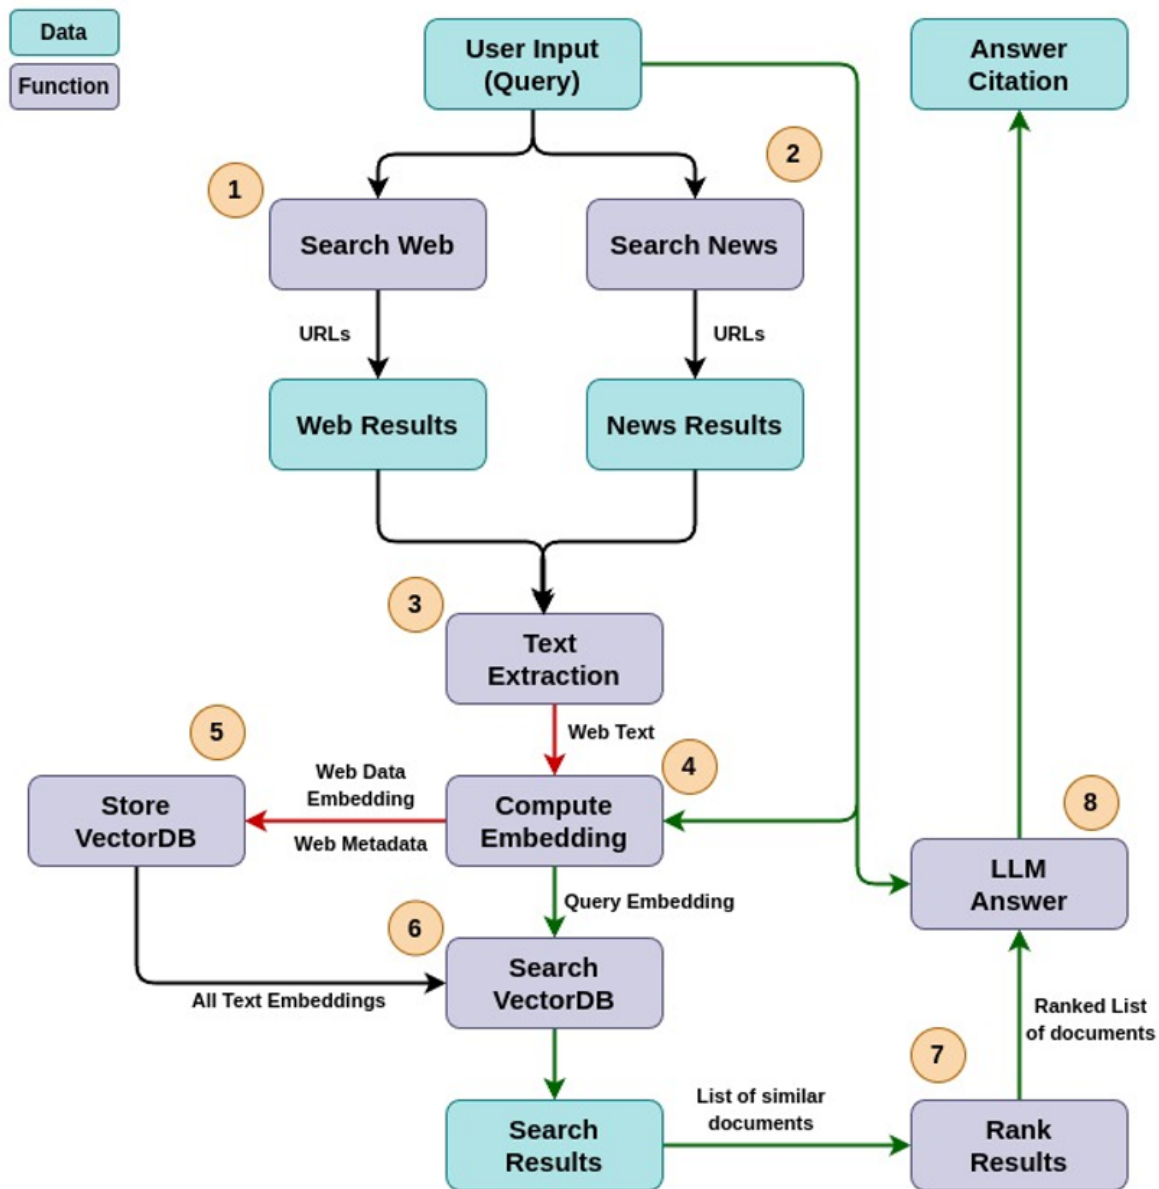 Data
Function
User Input
(Query)
Answer
Citation
1
2
Search Web
Search News
URLs
URLs
Web Results
News Results
3
Text
Extraction
Web Text
5
4
Web Data
Embedding
Web Metadata
Store
VectorDB
Compute
Embedding
8
LLM
Answer
Query Embedding
6
Search
VectorDB
All Text Embeddings
Ranked List
of documents
7
List of similar
documents
Search
Results
Rank
Results